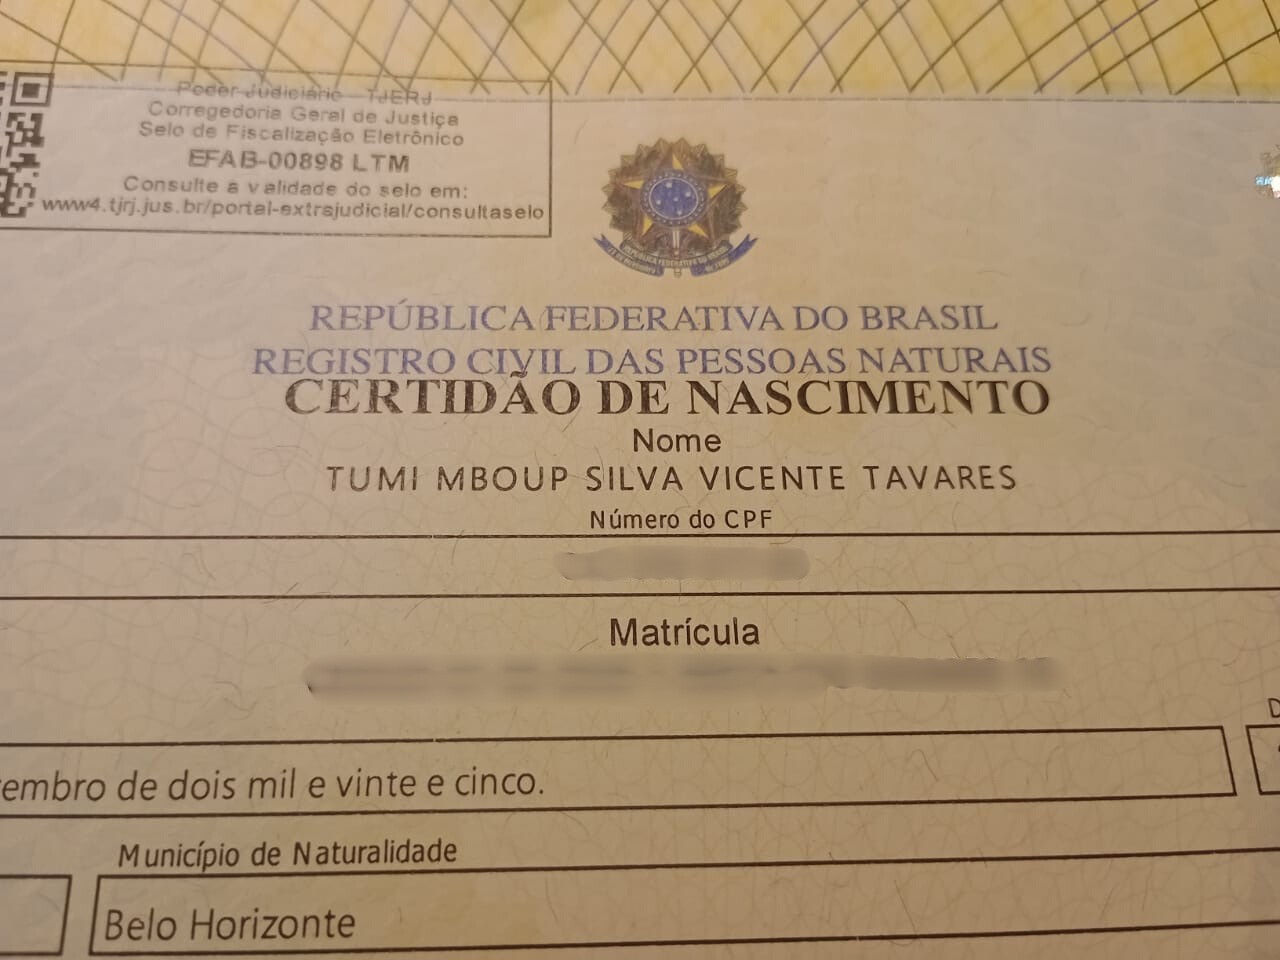 Poder Judiciário - TJERJ
Corregedoria Geral de Justiça
Selo de Fiscalização Eletrônico
EFAB-00898 LTM
Consulte a validade do selo em:
www4.tjrj.jus.br/portal-extrajudicial/consultaselo
REPÚBLICA FEDERATIVA DO BRASIL
REGISTRO CIVIL DAS PESSOAS NATURAIS
CERTIDÃO DE NASCIMENTO
Nome
TUMI MBOUP SILVA VICENTE TAVARES
Número do CPF
Matrícula
embro de dois mil e vinte e cinco.
Município de Naturalidade
Belo Horizonte